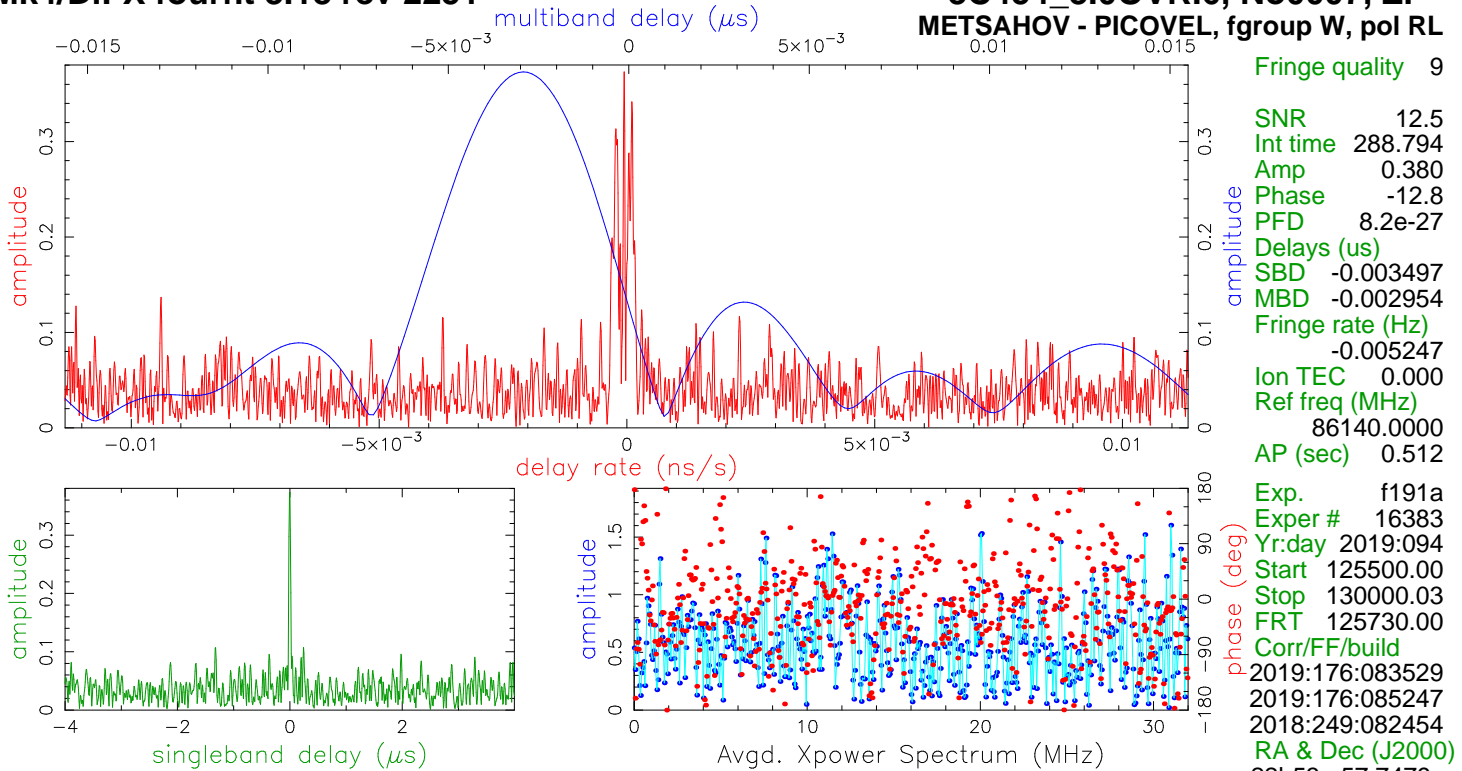 multiband delay (μs)
METSAHOV - PICOVEL, fgroup W, pol RL
−0.015 −0.01 −5×10⁻³ 0 5×10⁻³ 0.01 0.015
amplitude
0 0.1 0.2 0.3
amplitude
0 0.1 0.2 0.3
−0.01 −5×10⁻³ 0 5×10⁻³ 0.01
delay rate (ns/s)
amplitude
0 0.1 0.3
−4 −2 0 2
singleband delay (μs)
amplitude
0 0.5 1 1.5
phase (deg)
−180 −90 0 90 180
0 10 20 30
Avgd. Xpower Spectrum (MHz)
Fringe quality 9
SNR 12.5
Int time 288.794
Amp 0.380
Phase -12.8
PFD 8.2e-27
Delays (us)
SBD -0.003497
MBD -0.002954
Fringe rate (Hz)
-0.005247
Ion TEC 0.000
Ref freq (MHz)
86140.0000
AP (sec) 0.512
Exp. f191a
Exper # 16383
Yr:day 2019:094
Start 125500.00
Stop 130000.03
FRT 125730.00
Corr/FF/build
2019:176:083529
2019:176:085247
2018:249:082454
RA & Dec (J2000)